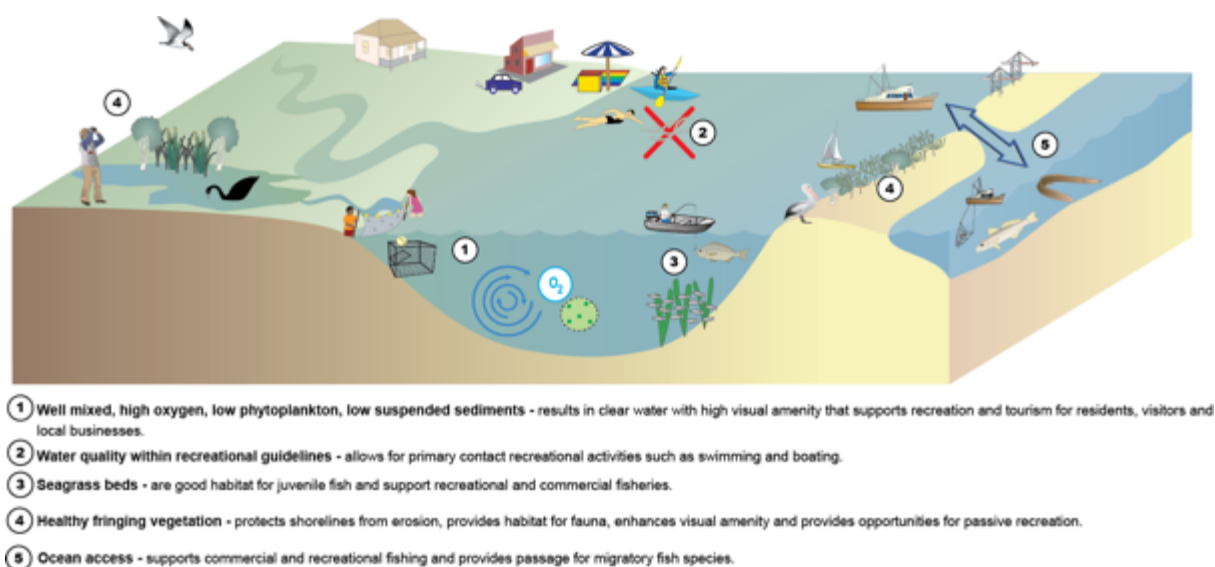 4
2
5
4
1
3
O2
1 Well mixed, high oxygen, low phytoplankton, low suspended sediments - results in clear water with high visual amenity that supports recreation and tourism for residents, visitors and
local businesses.
2 Water quality within recreational guidelines - allows for primary contact recreational activities such as swimming and boating.
3 Seagrass beds - are good habitat for juvenile fish and support recreational and commercial fisheries.
4 Healthy fringing vegetation - protects shorelines from erosion, provides habitat for fauna, enhances visual amenity and provides opportunities for passive recreation.
5 Ocean access - supports commercial and recreational fishing and provides passage for migratory fish species.